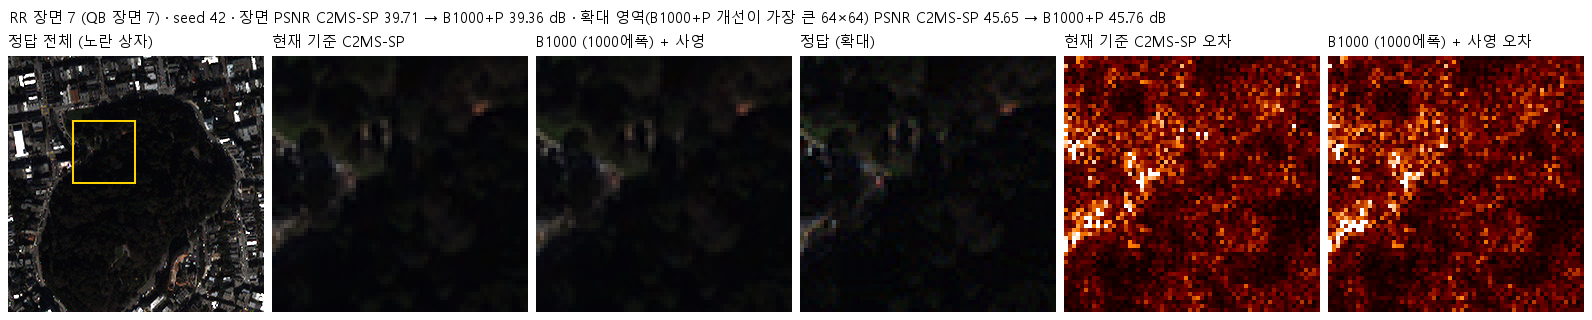 RR 장면 7 (QB 장면 7) · seed 42 · 장면 PSNR C2MS-SP 39.71 → B1000+P 39.36 dB · 확대 영역(B1000+P 개선이 가장 큰 64×64) PSNR C2MS-SP 45.65 → B1000+P 45.76 dB
정답 전체 (노란 상자)
현재 기준 C2MS-SP
B1000 (1000에폭) + 사영
정답 (확대)
현재 기준 C2MS-SP 오차
B1000 (1000에폭) + 사영 오차